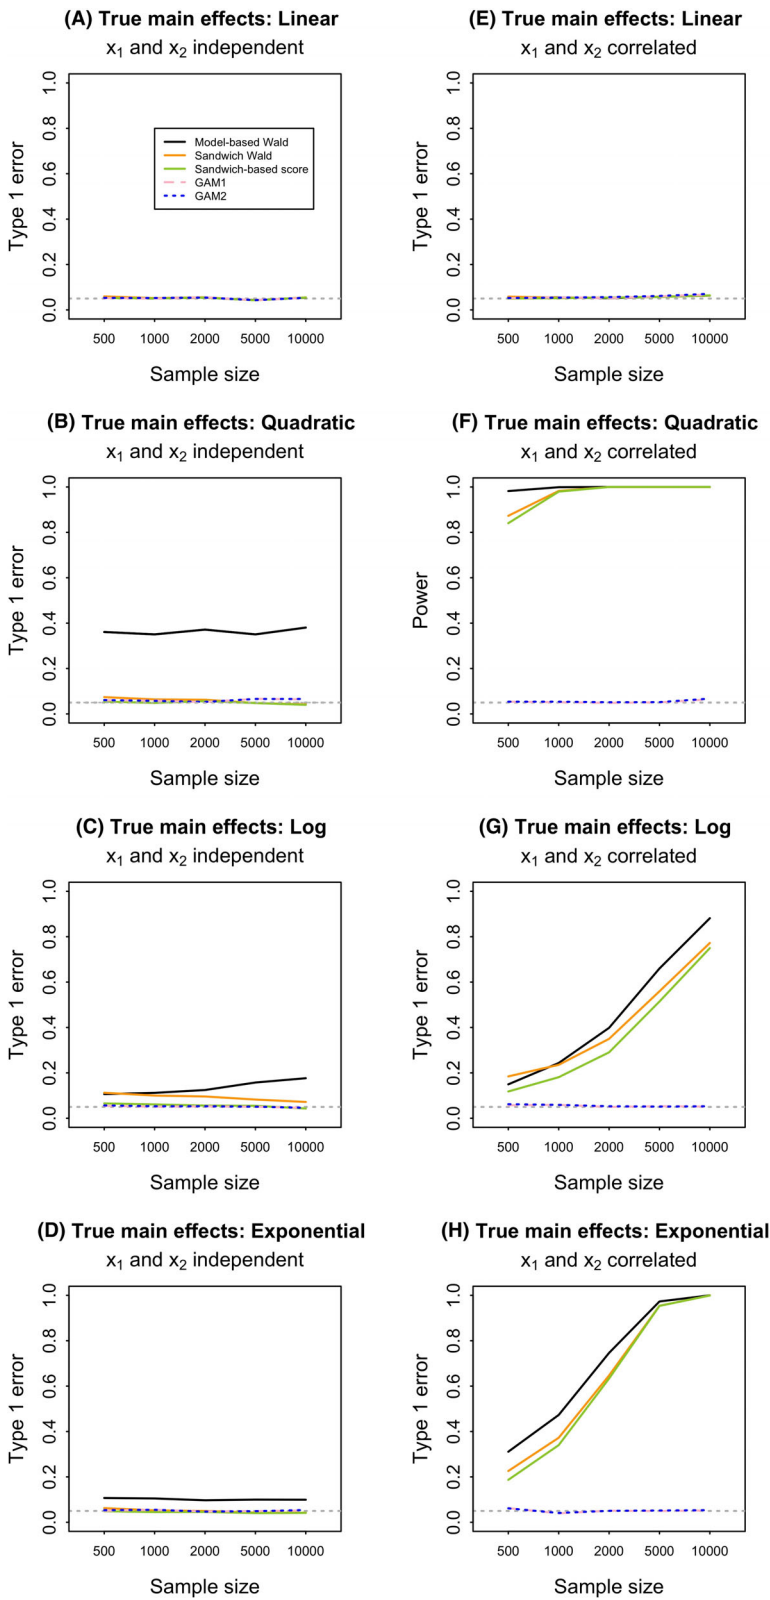 (A) True main effects: Linear
x₁ and x₂ independent
Type 1 error
1.0
0.8
0.6
0.4
0.2
0.0
Model-based Wald
Sandwich Wald
Sandwich-based score
GAM1
GAM2
500 1000 2000 5000 10000
Sample size
(E) True main effects: Linear
x₁ and x₂ correlated
Type 1 error
1.0
0.8
0.6
0.4
0.2
0.0
500 1000 2000 5000 10000
Sample size
(B) True main effects: Quadratic
x₁ and x₂ independent
Type 1 error
1.0
0.8
0.6
0.4
0.2
0.0
500 1000 2000 5000 10000
Sample size
(F) True main effects: Quadratic
x₁ and x₂ correlated
Power
1.0
0.8
0.6
0.4
0.2
0.0
500 1000 2000 5000 10000
Sample size
(C) True main effects: Log
x₁ and x₂ independent
Type 1 error
1.0
0.8
0.6
0.4
0.2
0.0
500 1000 2000 5000 10000
Sample size
(G) True main effects: Log
x₁ and x₂ correlated
Type 1 error
1.0
0.8
0.6
0.4
0.2
0.0
500 1000 2000 5000 10000
Sample size
(D) True main effects: Exponential
x₁ and x₂ independent
Type 1 error
1.0
0.8
0.6
0.4
0.2
0.0
500 1000 2000 5000 10000
Sample size
(H) True main effects: Exponential
x₁ and x₂ correlated
Type 1 error
1.0
0.8
0.6
0.4
0.2
0.0
500 1000 2000 5000 10000
Sample size